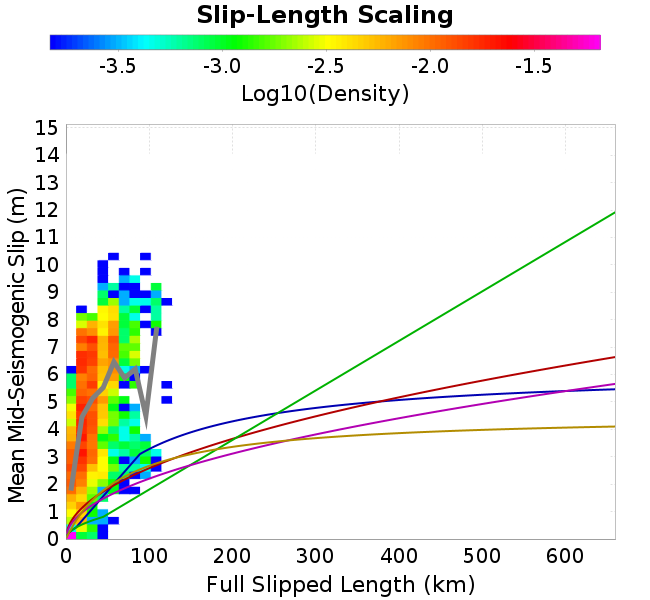 Slip-Length Scaling
-3.5 -3.0 -2.5 -2.0 -1.5
Log10(Density)
15
14
13
12
11
10
9
8
7
6
5
4
3
2
1
0
Mean Mid-Seismogenic Slip (m)
0 100 200 300 400 500 600
Full Slipped Length (km)